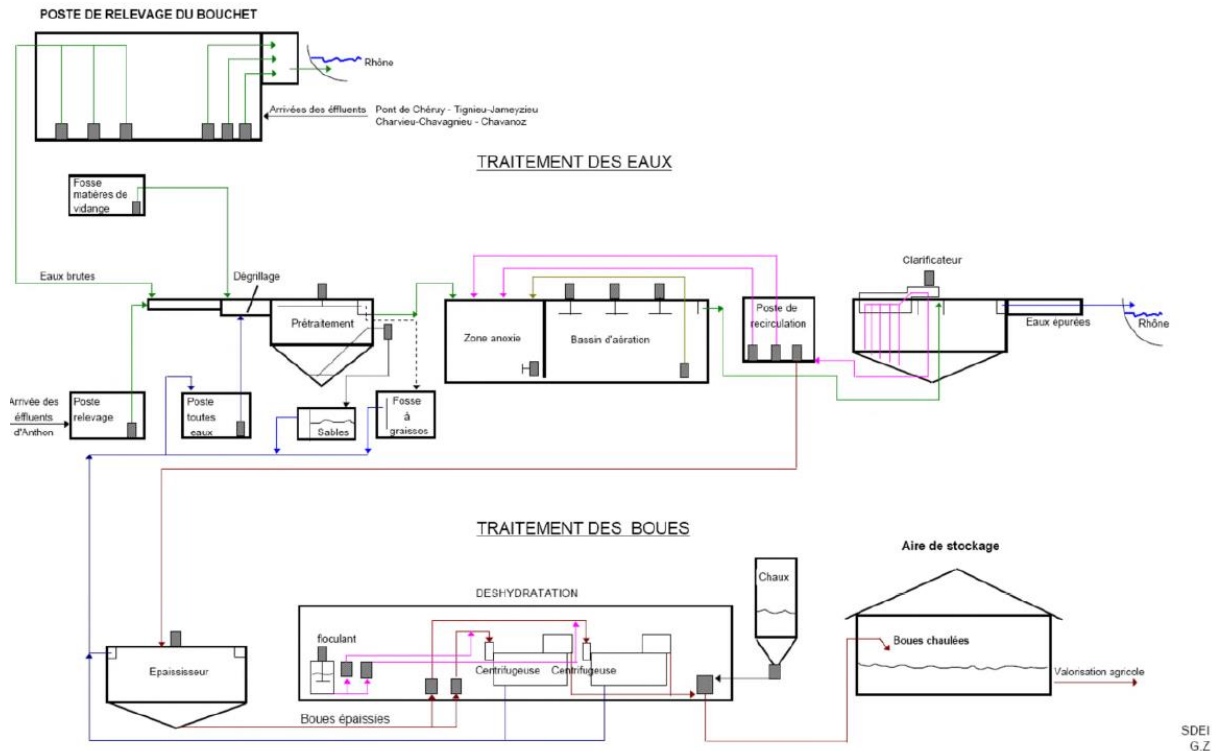 POSTE DE RELEVAGE DU BOUCHET
Rhône
Arrivées des éffluents Pont de Chéruy - Tignieu-Jameyzieu
Charvieu-Chavagnieu - Chavanoz
TRAITEMENT DES EAUX
Fosse
matières de
vidange
Eaux brutes
Dégrillage
Clarificateur
Prétraitement
Zone anoxie
Bassin d'aération
Poste de
recirculation
Eaux épurées
Rhône
Arrivée des
éffluents
d'Anthon
Poste
relevage
Poste
toutes
eaux
Sables
Fosse
à
graissos
TRAITEMENT DES BOUES
Aire de stockage
Chaux
DESHYDRATATION
floculant
Centrifugeuse
Centrifugeuse
Epaississeur
Boues épaissies
Boues chaulées
Valorisation agricole
SDEI
G.Z